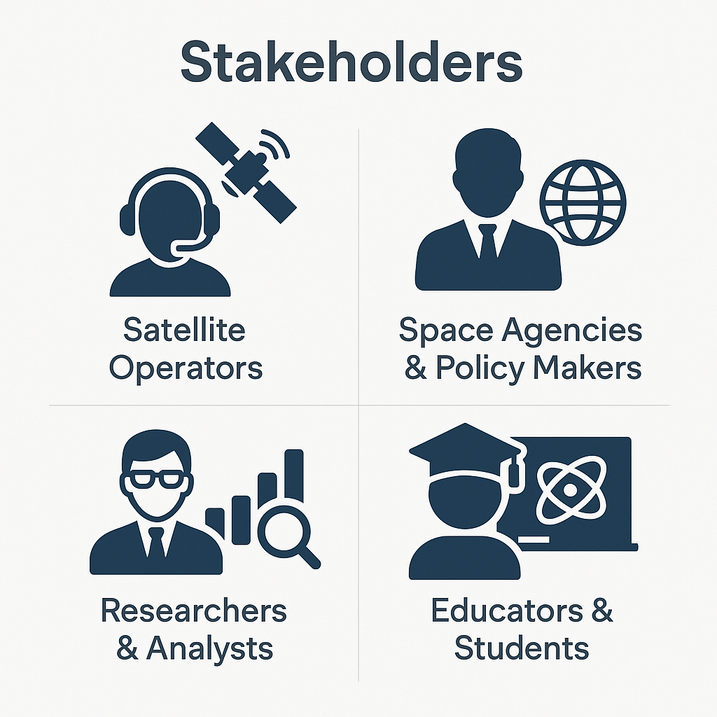 Stakeholders
Satellite
Operators
Space Agencies
& Policy Makers
Researchers
& Analysts
Educators &
Students